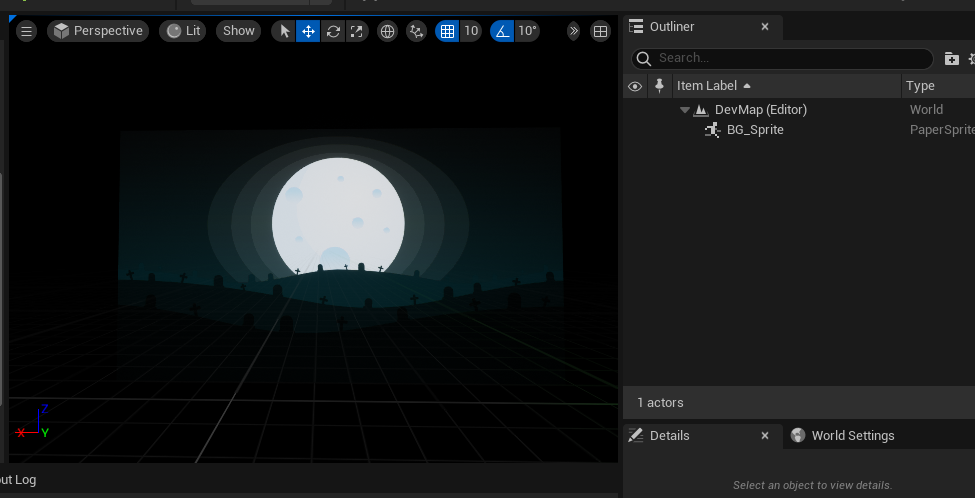 Perspective Lit Show 10 10°
Outliner
Search...
Item Label Type
DevMap (Editor) World
BG_Sprite PaperSprite
1 actors
Z
X Y
Details World Settings
ut Log
Select an object to view details.